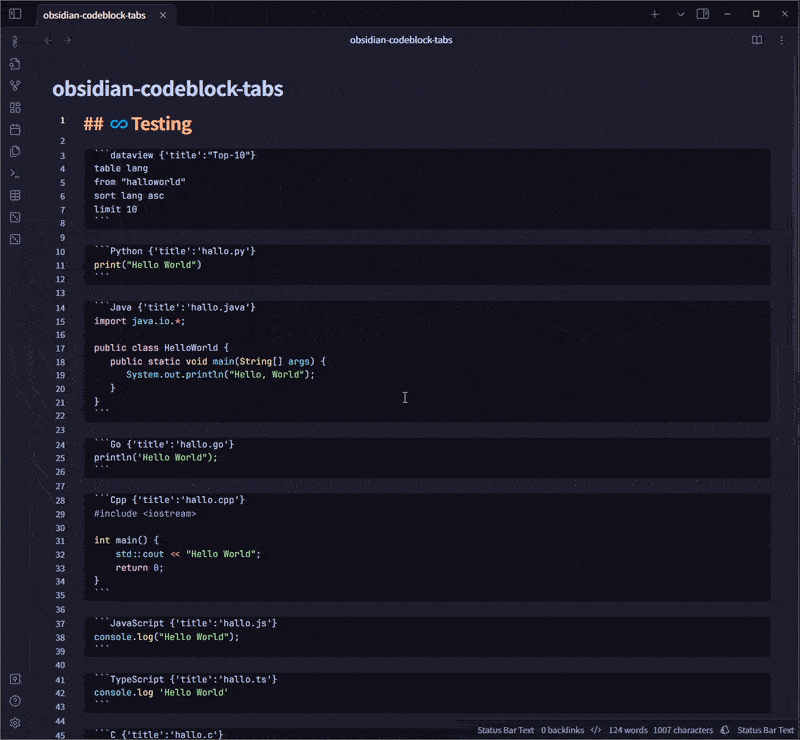 obsidian-codeblock-tabs
obsidian-codeblock-tabs
obsidian-codeblock-tabs
1 ## Testing
2
3 ```dataview {'title':"Top-10"}
4 table lang
5 from "halloworld"
6 sort lang asc
7 limit 10
8 ```
9
10 ```Python {'title':'hallo.py'}
11 print("Hello World")
12 ```
13
14 ```Java {'title':'hallo.java'}
15 import java.io.*;
16
17 public class HelloWorld {
18 public static void main(String[] args) {
19 System.out.println("Hello, World");
20 }
21 }
22 ```
23
24 ```Go {'title':'hallo.go'}
25 println('Hello World");
26 ```
27
28 ```Cpp {'title':'hallo.cpp'}
29 #include <iostream>
30
31 int main() {
32 std::cout << "Hello World";
33 return 0;
34 }
35 ```
36
37 ```JavaScript {'title':'hallo.js'}
38 console.log("Hello World");
39 ```
40
41 ```TypeScript {'title':'hallo.ts'}
42 console.log 'Hello World'
43 ```
44
45 ```C {'title':'hallo.c'}
Status Bar Text 0 backlinks </> 124 words 1007 characters Status Bar Text